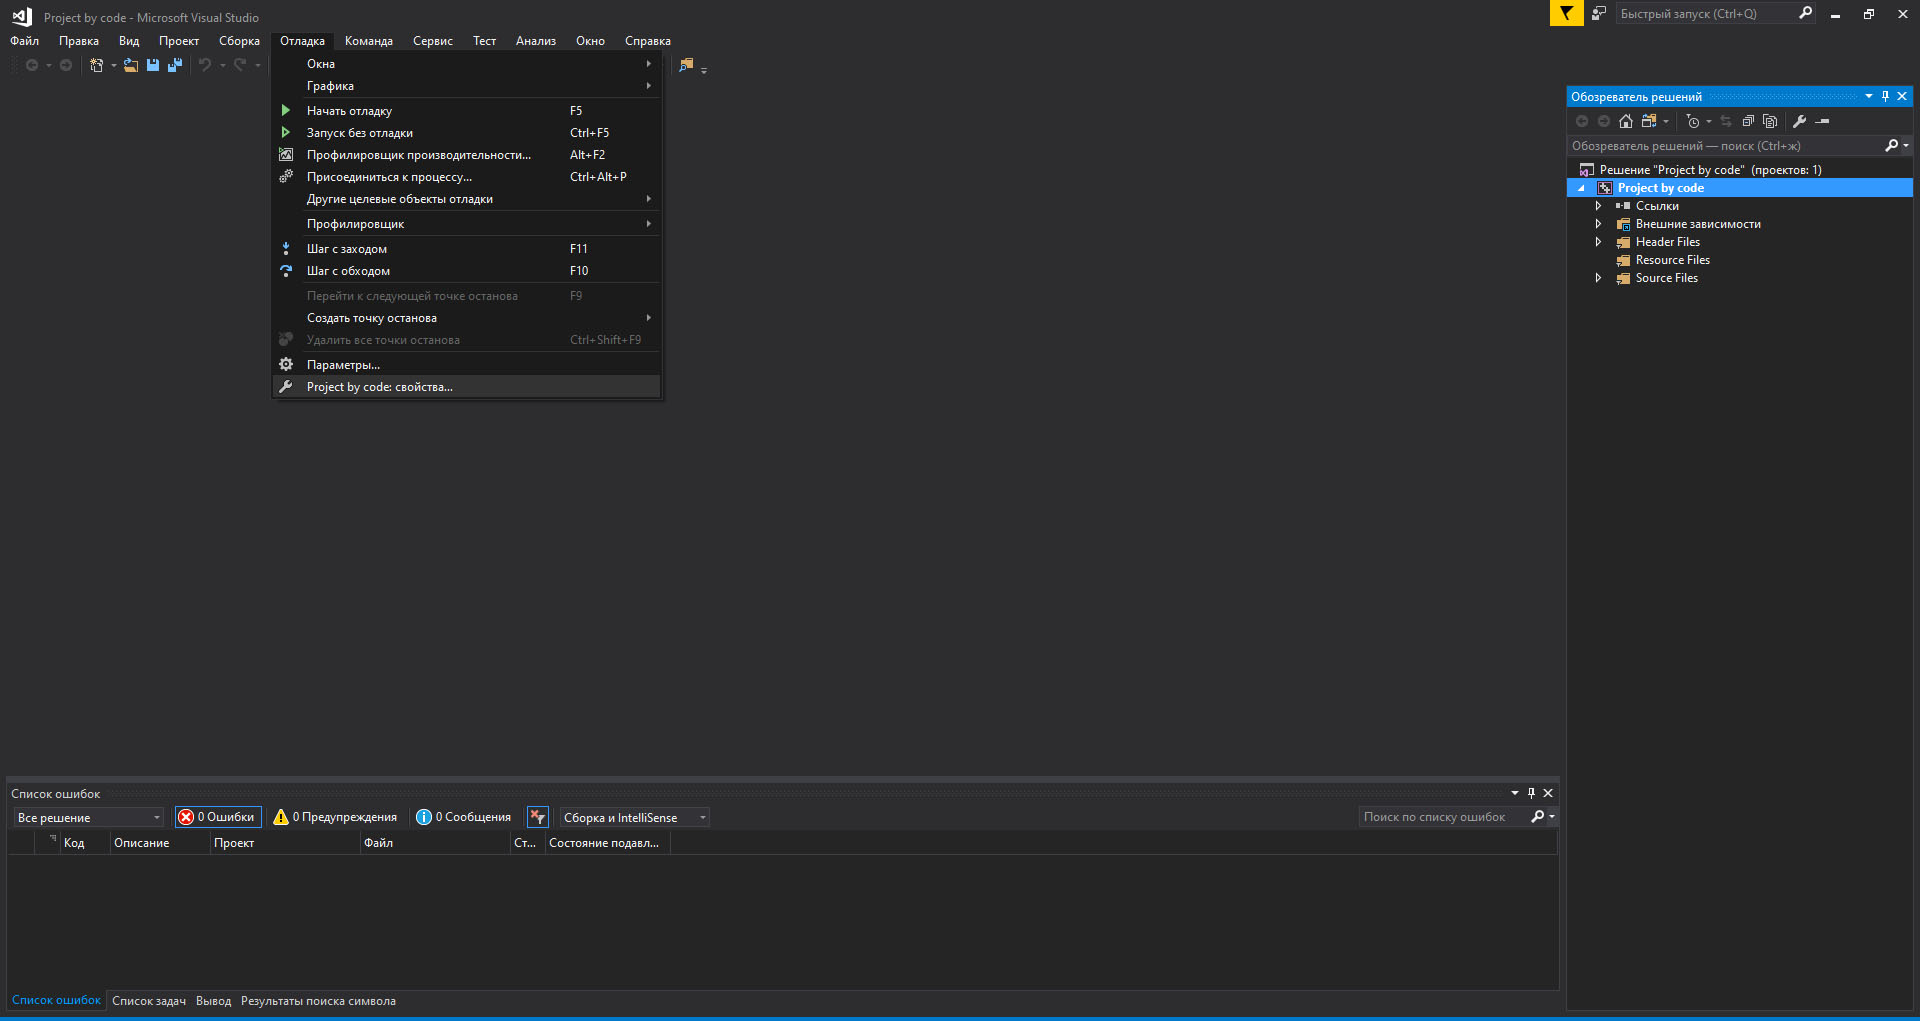 Project by code - Microsoft Visual Studio
Быстрый запуск (Ctrl+Q)
Файл Правка Вид Проект Сборка Отладка Команда Сервис Тест Анализ Окно Справка
Окна
Графика
Начать отладку F5
Запуск без отладки Ctrl+F5
Профилировщик производительности... Alt+F2
Присоединиться к процессу... Ctrl+Alt+P
Другие целевые объекты отладки
Профилировщик
Шаг с заходом F11
Шаг с обходом F10
Перейти к следующей точке останова F9
Создать точку останова
Удалить все точки останова Ctrl+Shift+F9
Параметры...
Project by code: свойства...
Обозреватель решений
Обозреватель решений — поиск (Ctrl+ж)
Решение "Project by code" (проектов: 1)
Project by code
Ссылки
Внешние зависимости
Header Files
Resource Files
Source Files
Список ошибок
Все решение 0 Ошибки 0 Предупреждения 0 Сообщения Сборка и IntelliSense Поиск по списку ошибок
Код Описание Проект Файл Ст... Состояние подавл...
Список ошибок Список задач Вывод Результаты поиска символа